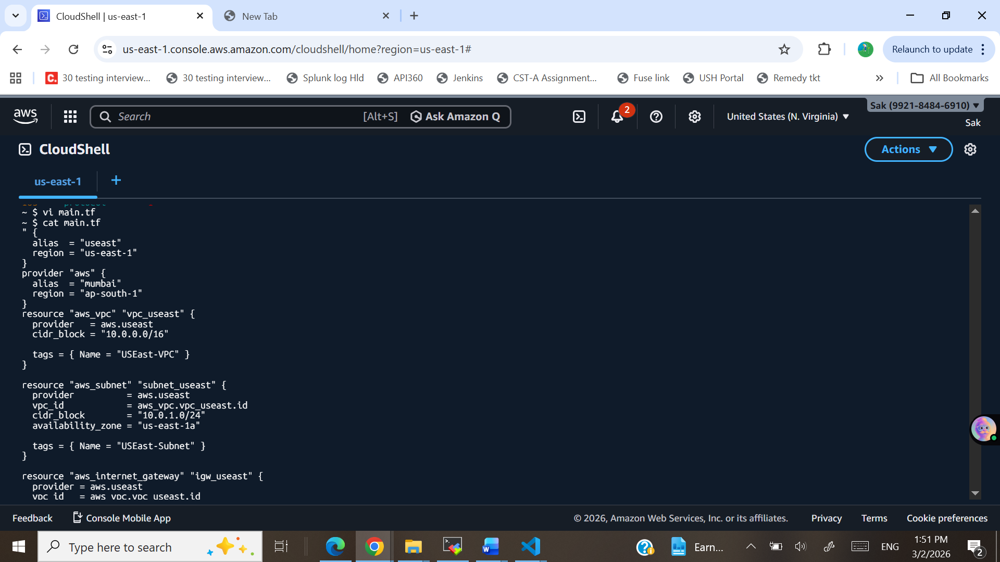 CloudShell | us-east-1
New Tab
us-east-1.console.aws.amazon.com/cloudshell/home?region=us-east-1#
Relaunch to update
30 testing interview...
30 testing interview...
Splunk log Hld
API360
Jenkins
CST-A Assignment...
Fuse link
USH Portal
Remedy tkt
All Bookmarks
aws
Search
[Alt+S]
Ask Amazon Q
2
United States (N. Virginia)
Sak (9921-8484-6910)
Sak
CloudShell
Actions
us-east-1
~ $ vi main.tf
~ $ cat main.tf
" {
  alias  = "useast"
  region = "us-east-1"
}
provider "aws" {
  alias  = "mumbai"
  region = "ap-south-1"
}
resource "aws_vpc" "vpc_useast" {
  provider   = aws.useast
  cidr_block = "10.0.0.0/16"
  tags = { Name = "USEast-VPC" }
}
resource "aws_subnet" "subnet_useast" {
  provider          = aws.useast
  vpc_id            = aws_vpc.vpc_useast.id
  cidr_block        = "10.0.1.0/24"
  availability_zone = "us-east-1a"
  tags = { Name = "USEast-Subnet" }
}
resource "aws_internet_gateway" "igw_useast" {
  provider = aws.useast
  vpc_id   = aws_vpc.vpc_useast.id
Feedback
Console Mobile App
© 2026, Amazon Web Services, Inc. or its affiliates.
Privacy
Terms
Cookie preferences
Type here to search
Earn...
ENG
1:51 PM
3/2/2026
2